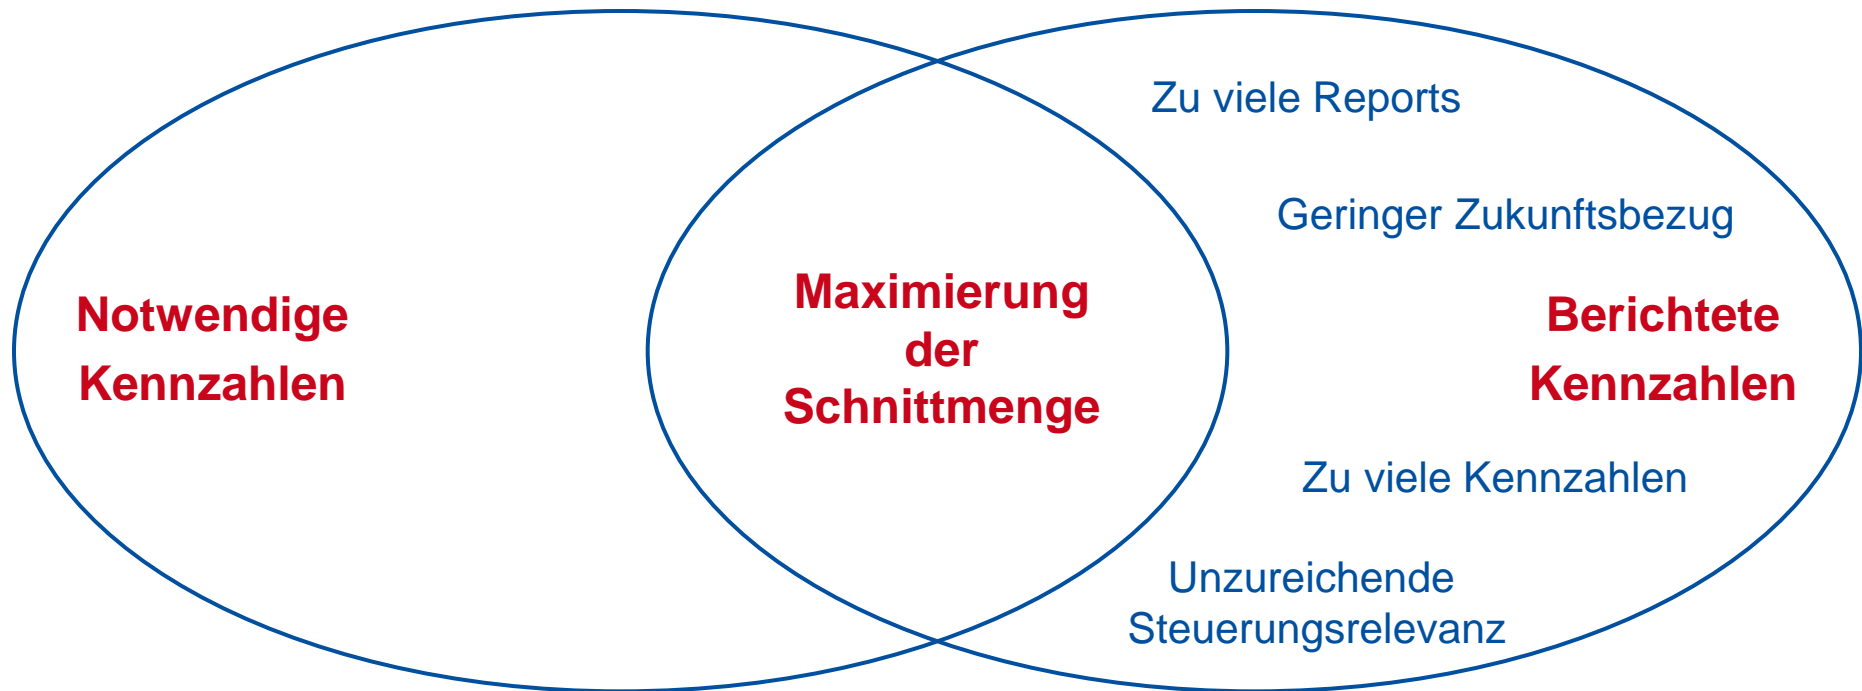 Zu viele Reports
Geringer Zukunftsbezug
Notwendige
Kennzahlen
Maximierung
der
Schnittmenge
Berichtete
Kennzahlen
Zu viele Kennzahlen
Unzureichende
Steuerungsrelevanz